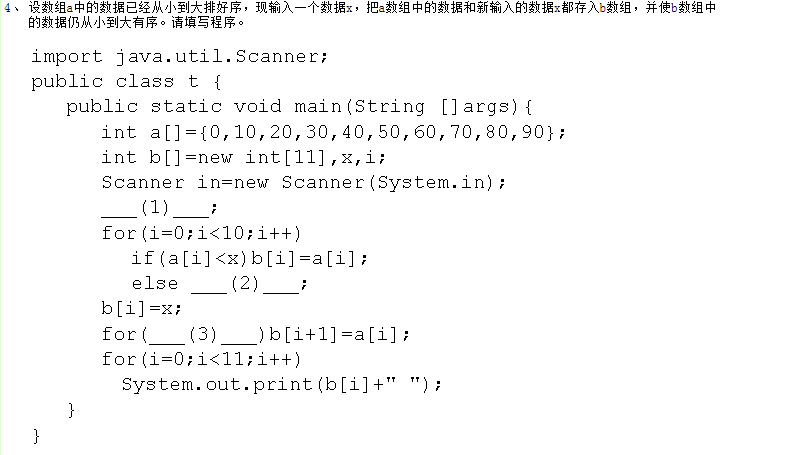 4、设数组a中的数据已经从小到大排好序，现输入一个数据x，把a数组中的数据和新输入的数据x都存入b数组，并使b数组中
的数据仍从小到大有序。请填写程序。
import java.util.Scanner;
public class t {
public static void main(String []args){
int a[]={0,10,20,30,40,50,60,70,80,90};
int b[]=new int[11],x,i;
Scanner in=new Scanner(System.in);
___(1)___;
for(i=0;i<10;i++)
if(a[i]<x)b[i]=a[i];
else ___(2)___;
b[i]=x;
for(___(3)___)b[i+1]=a[i];
for(i=0;i<11;i++)
System.out.print(b[i]+" ");
}
}